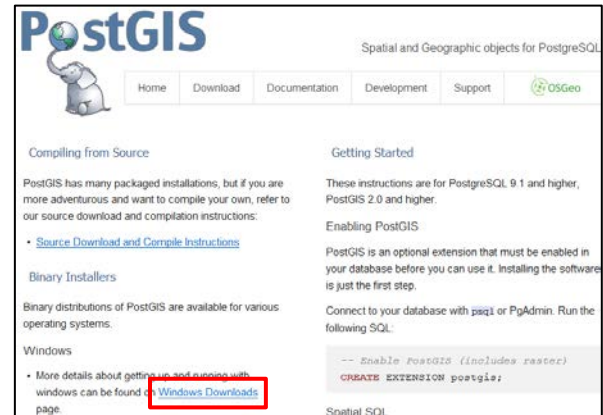 PostGIS
Spatial and Geographic objects for PostgreSQL
Home Download Documentation Development Support OSGeo
Compiling from Source
PostGIS has many packaged installations, but if you are
more adventurous and want to compile your own, refer to
our source download and compilation instructions:
• Source Download and Compile Instructions
Binary Installers
Binary distributions of PostGIS are available for various
operating systems.
Windows
• More details about getting up and running with
windows can be found on Windows Downloads
page.
Getting Started
These instructions are for PostgreSQL 9.1 and higher,
PostGIS 2.0 and higher.
Enabling PostGIS
PostGIS is an optional extension that must be enabled in
your database before you can use it. Installing the software
is just the first step.
Connect to your database with psql or PgAdmin. Run the
following SQL:
-- Enable PostGIS (includes raster)
CREATE EXTENSION postgis;
Spatial SQL